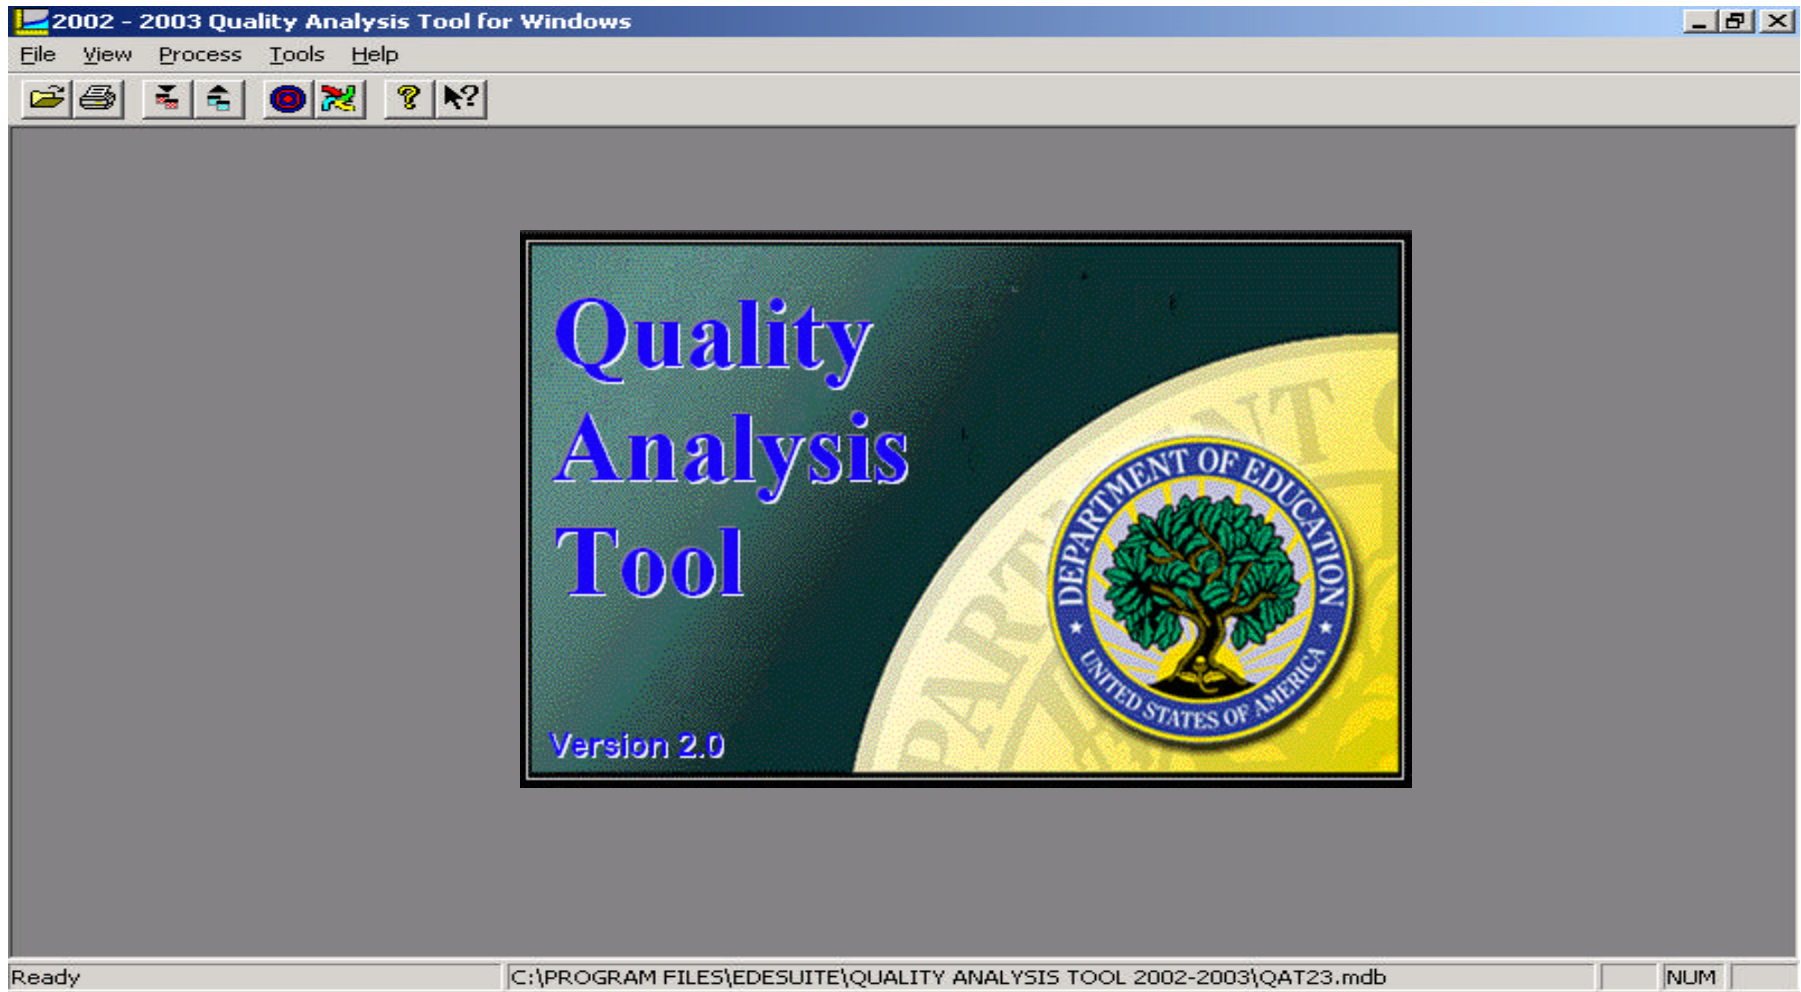 2002 - 2003 Quality Analysis Tool for Windows
File View Process Tools Help
Quality
Analysis
Tool
Version 2.0
DEPARTMENT OF EDUCATION
UNITED STATES OF AMERICA
Ready C:\PROGRAM FILES\EDESUITE\QUALITY ANALYSIS TOOL 2002-2003\QAT23.mdb NUM